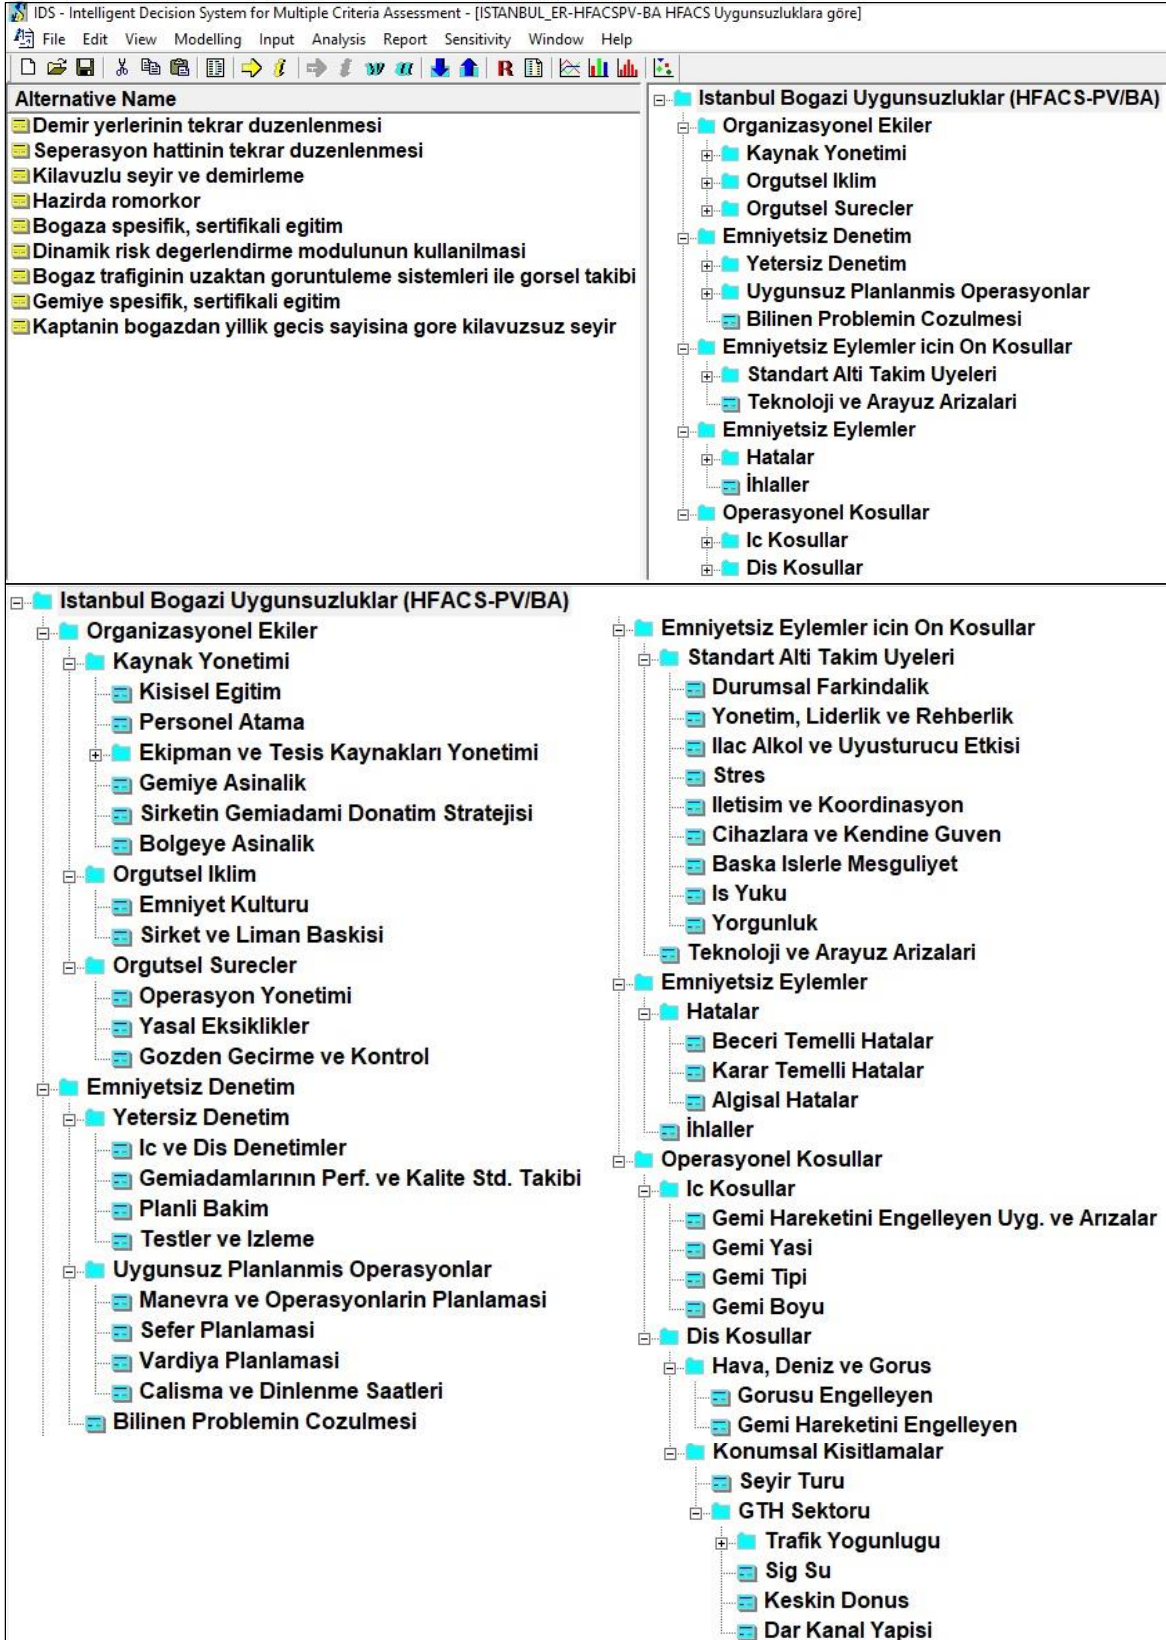 IDS - Intelligent Decision System for Multiple Criteria Assessment - [ISTANBUL_ER-HFACSPV-BA HFACS Uygunsuzluklara göre]
File Edit View Modelling Input Analysis Report Sensitivity Window Help
Alternative Name
Demir yerlerinin tekrar duzenlenmesi
Seperasyon hattinin tekrar duzenlenmesi
Kilavuzlu seyir ve demirleme
Hazirda romorkor
Bogaza spesifik, sertifikali egitim
Dinamik risk degerlendirme modulunun kullanilmasi
Bogaz trafiginin uzaktan goruntuleme sistemleri ile gorsel takibi
Gemiye spesifik, sertifikali egitim
Kaptanin bogazdan yillik gecis sayisina gore kilavuzsuz seyir
Istanbul Bogazi Uygunsuzluklar (HFACS-PV/BA)
Organizasyonel Ekiler
Kaynak Yonetimi
Orgutsel Iklim
Orgutsel Surecler
Emniyetsiz Denetim
Yetersiz Denetim
Uygunsuz Planlanmis Operasyonlar
Bilinen Problemin Cozulmesi
Emniyetsiz Eylemler icin On Kosullar
Standart Alti Takim Uyeleri
Teknoloji ve Arayuz Arizalari
Emniyetsiz Eylemler
Hatalar
İhlaller
Operasyonel Kosullar
Ic Kosullar
Dis Kosullar
Istanbul Bogazi Uygunsuzluklar (HFACS-PV/BA)
Organizasyonel Ekiler
Kaynak Yonetimi
Kisisel Egitim
Personel Atama
Ekipman ve Tesis Kaynakları Yonetimi
Gemiye Asinalik
Sirketin Gemiadami Donatim Stratejisi
Bolgeye Asinalik
Orgutsel Iklim
Emniyet Kulturu
Sirket ve Liman Baskisi
Orgutsel Surecler
Operasyon Yonetimi
Yasal Eksiklikler
Gozden Gecirme ve Kontrol
Emniyetsiz Denetim
Yetersiz Denetim
Ic ve Dis Denetimler
Gemiadamlarının Perf. ve Kalite Std. Takibi
Planli Bakim
Testler ve Izleme
Uygunsuz Planlanmis Operasyonlar
Manevra ve Operasyonlarin Planlamasi
Sefer Planlamasi
Vardiya Planlamasi
Calisma ve Dinlenme Saatleri
Bilinen Problemin Cozulmesi
Emniyetsiz Eylemler icin On Kosullar
Standart Alti Takim Uyeleri
Durumsal Farkindalik
Yonetim, Liderlik ve Rehberlik
Ilac Alkol ve Uyusturucu Etkisi
Stres
Iletisim ve Koordinasyon
Cihazlara ve Kendine Guven
Baska Islerle Mesguliyet
Is Yuku
Yorgunluk
Teknoloji ve Arayuz Arizalari
Emniyetsiz Eylemler
Hatalar
Beceri Temelli Hatalar
Karar Temelli Hatalar
Algisal Hatalar
İhlaller
Operasyonel Kosullar
Ic Kosullar
Gemi Hareketini Engelleyen Uyg. ve Arızalar
Gemi Yasi
Gemi Tipi
Gemi Boyu
Dis Kosullar
Hava, Deniz ve Gorus
Gorusu Engelleyen
Gemi Hareketini Engelleyen
Konumsal Kisitlamalar
Seyir Turu
GTH Sektoru
Trafik Yogunlugu
Sig Su
Keskin Donus
Dar Kanal Yapisi